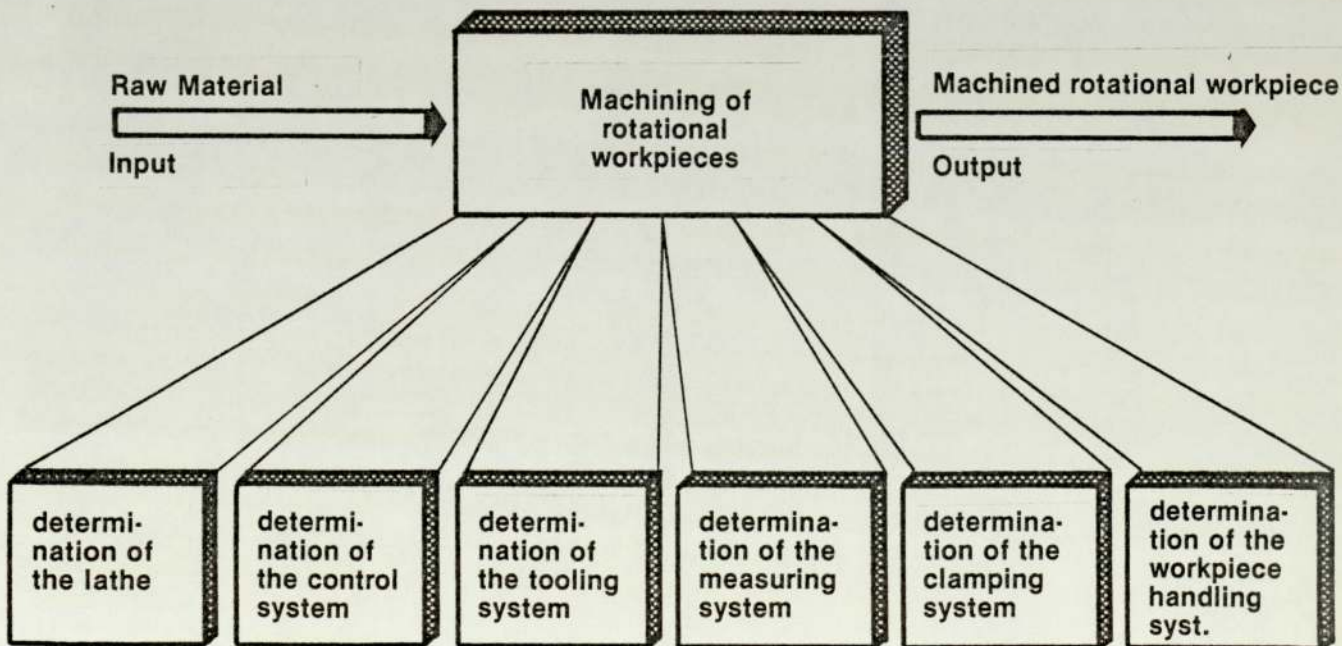 Raw Material
Input
Machining of
rotational
workpieces
Machined rotational workpiece
Output
determi-
nation of
the lathe
determi-
nation of
the control
system
determi-
nation of
the tooling
system
determina-
tion of the
measuring
system
determina-
tion of the
clamping
system
determina-
tion of the
workpiece
handling
syst.